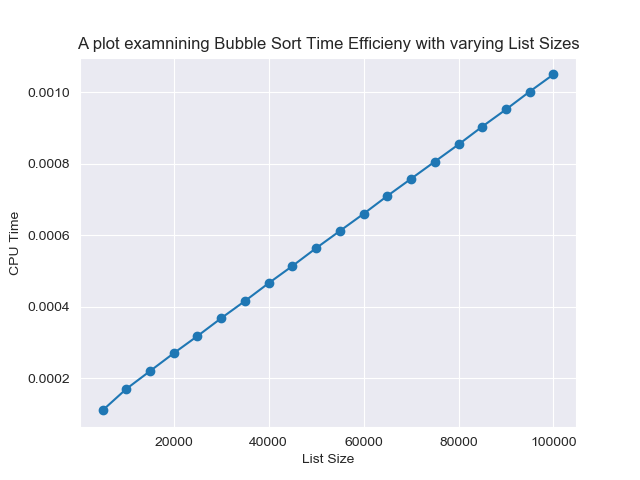 A plot examnining Bubble Sort Time Efficieny with varying List Sizes
0.0010
0.0008
0.0006
0.0004
0.0002
CPU Time
20000 40000 60000 80000 100000
List Size